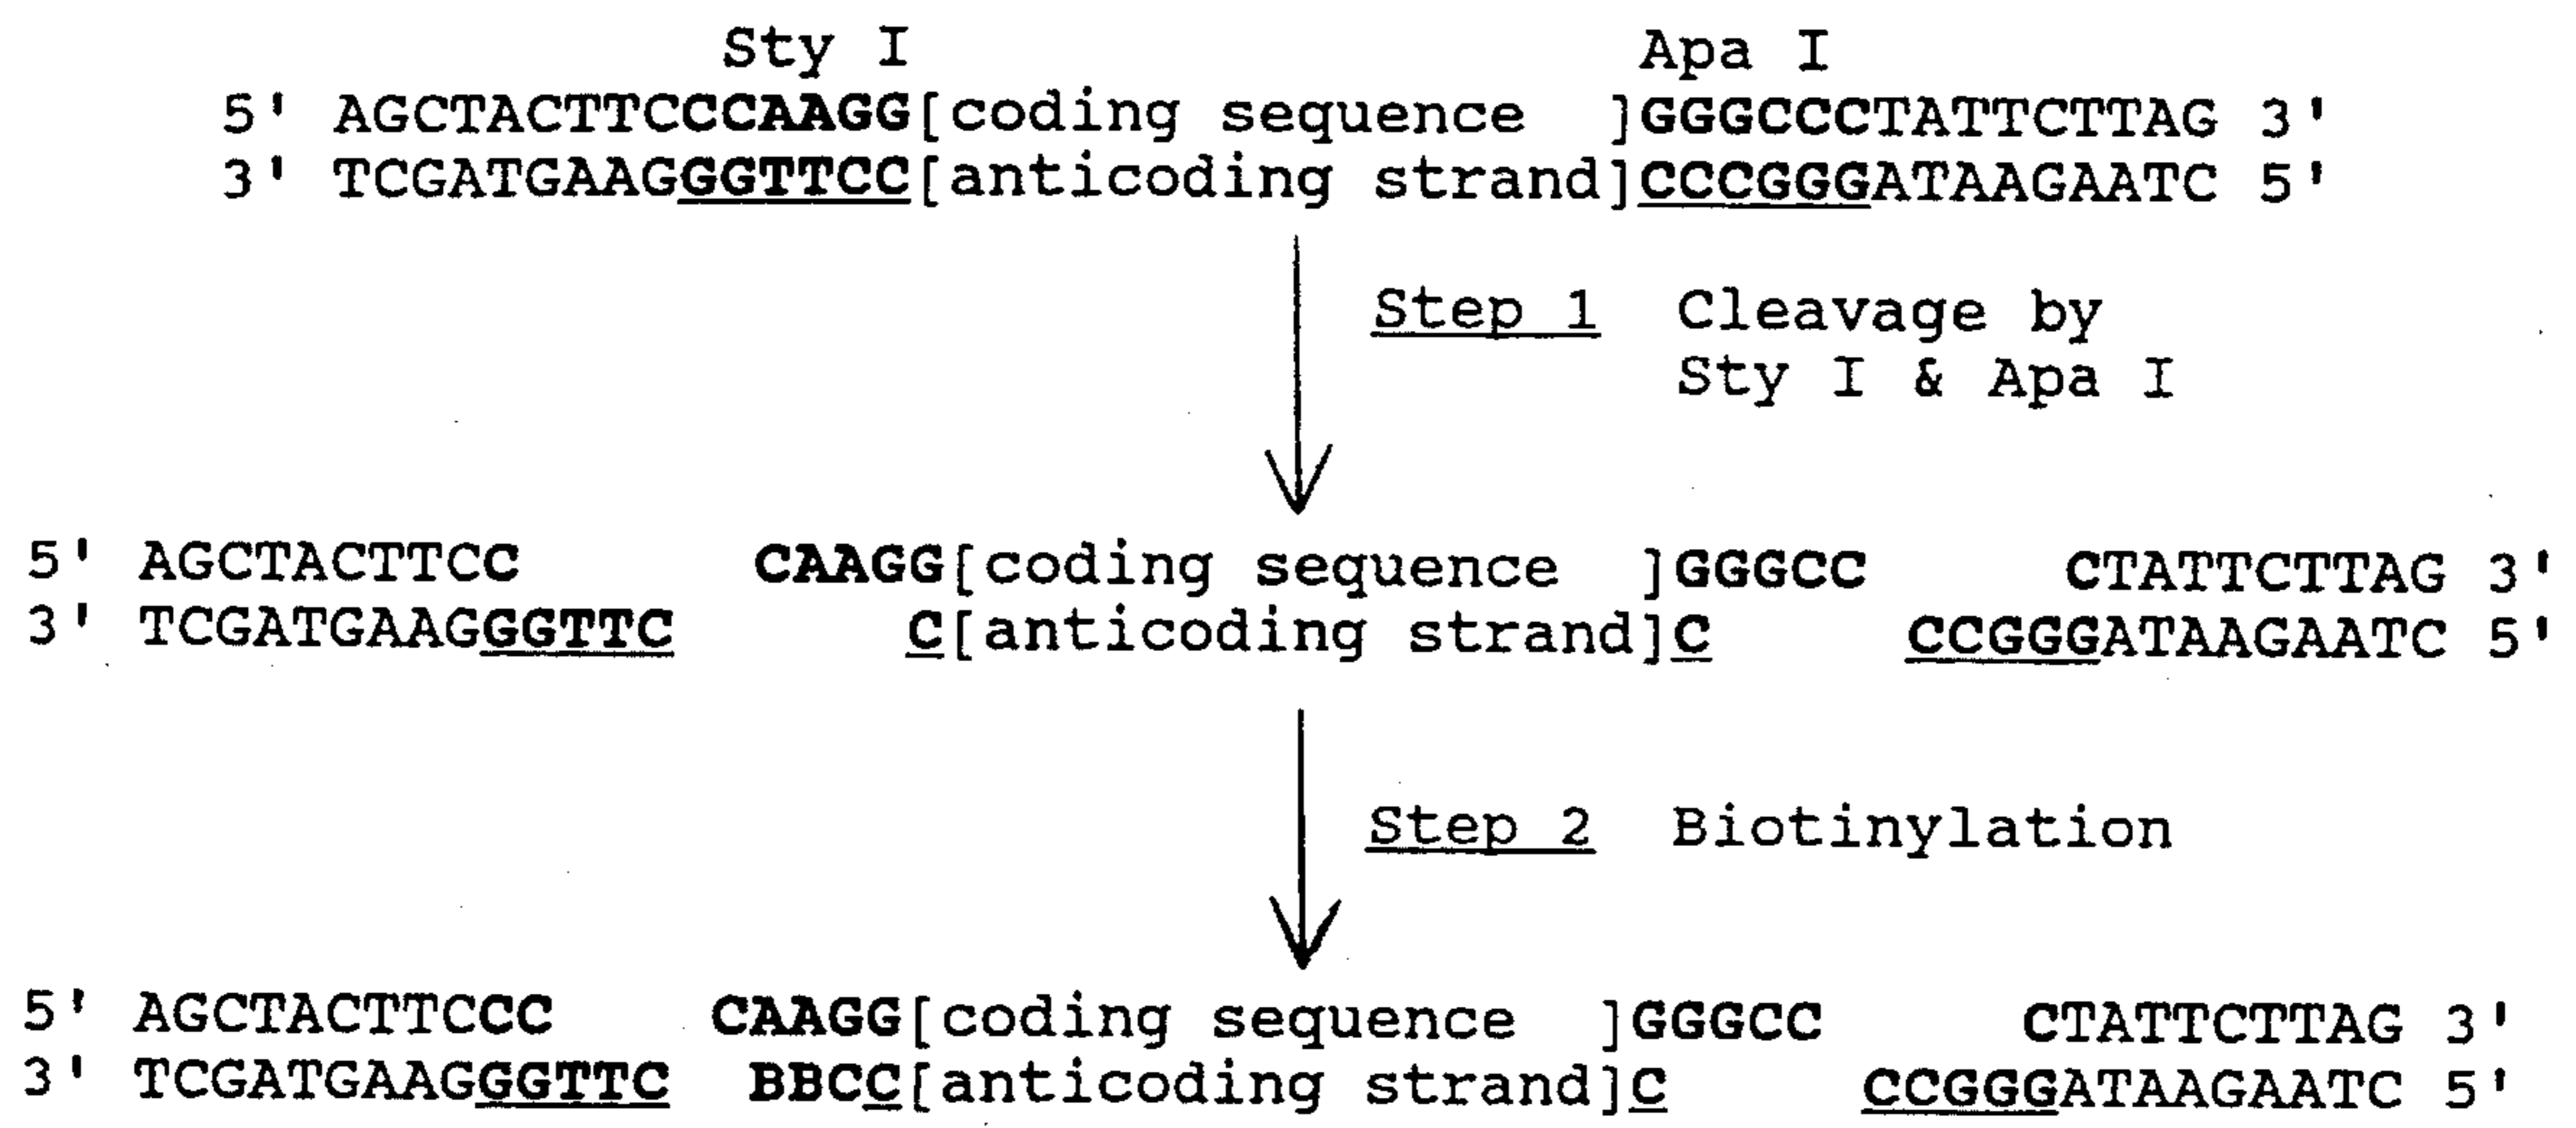 Sty I Apa I
5' AGCTACTTCCCCAAGG[coding sequence ]GGGCCCTATTCTTAG 3'
3' TCGATGAAGGGGTTCC[anticoding strand]CCCGGGATAAGAATC 5'
Step 1 Cleavage by
Sty I & Apa I
5' AGCTACTTCC CAAGG[coding sequence ]GGGCC CTATTCTTAG 3'
3' TCGATGAAGGGTTC C[anticoding strand]C CCGGGATAAGAATC 5'
Step 2 Biotinylation
5' AGCTACTTCCC CAAGG[coding sequence ]GGGCC CTATTCTTAG 3'
3' TCGATGAAGGGTTC BBCC[anticoding strand]C CCGGGATAAGAATC 5'